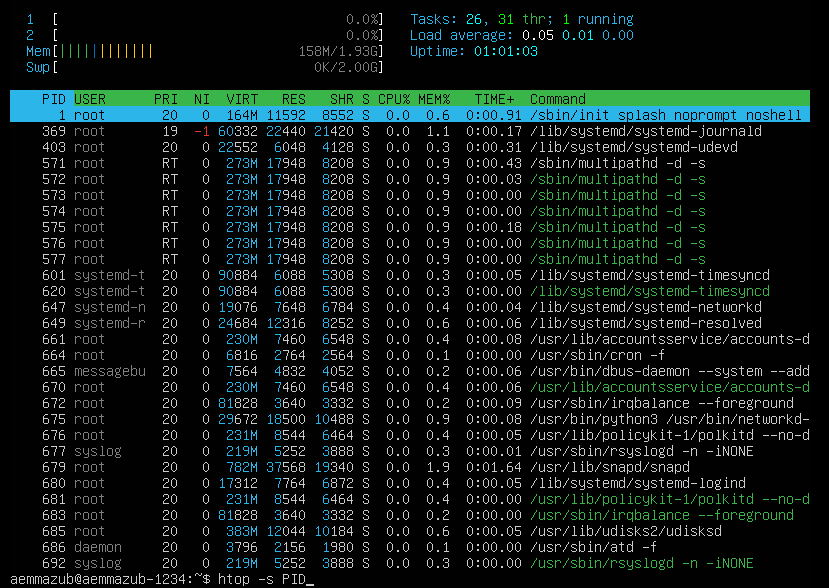 1 [ 0.0%] Tasks: 26, 31 thr; 1 running
2 [ 0.0%] Load average: 0.05 0.01 0.00
Mem[||||||||||||| 158M/1.93G] Uptime: 01:01:03
Swp[ 0K/2.00G]
PID USER PRI NI VIRT RES SHR S CPU% MEM% TIME+ Command
1 root 20 0 164M 11592 8552 S 0.0 0.6 0:00.91 /sbin/init splash noprompt noshell
369 root 19 -1 60332 22440 21420 S 0.0 1.1 0:00.17 /lib/systemd/systemd-journald
403 root 20 0 22552 6048 4128 S 0.0 0.3 0:00.31 /lib/systemd/systemd-udevd
571 root RT 0 273M 17948 8208 S 0.0 0.9 0:00.43 /sbin/multipathd -d -s
572 root RT 0 273M 17948 8208 S 0.0 0.9 0:00.03 /sbin/multipathd -d -s
573 root RT 0 273M 17948 8208 S 0.0 0.9 0:00.00 /sbin/multipathd -d -s
574 root RT 0 273M 17948 8208 S 0.0 0.9 0:00.00 /sbin/multipathd -d -s
575 root RT 0 273M 17948 8208 S 0.0 0.9 0:00.18 /sbin/multipathd -d -s
576 root RT 0 273M 17948 8208 S 0.0 0.9 0:00.00 /sbin/multipathd -d -s
577 root RT 0 273M 17948 8208 S 0.0 0.9 0:00.00 /sbin/multipathd -d -s
601 systemd-t 20 0 90884 6088 5308 S 0.0 0.3 0:00.05 /lib/systemd/systemd-timesyncd
620 systemd-t 20 0 90884 6088 5308 S 0.0 0.3 0:00.00 /lib/systemd/systemd-timesyncd
647 systemd-n 20 0 19076 7648 6784 S 0.0 0.4 0:00.04 /lib/systemd/systemd-networkd
649 systemd-r 20 0 24684 12316 8252 S 0.0 0.6 0:00.06 /lib/systemd/systemd-resolved
661 root 20 0 230M 7460 6548 S 0.0 0.4 0:00.08 /usr/lib/accountsservice/accounts-d
664 root 20 0 6816 2764 2564 S 0.0 0.1 0:00.00 /usr/sbin/cron -f
665 messagebu 20 0 7564 4832 4052 S 0.0 0.2 0:00.06 /usr/bin/dbus-daemon --system --add
670 root 20 0 230M 7460 6548 S 0.0 0.4 0:00.06 /usr/lib/accountsservice/accounts-d
672 root 20 0 81828 3640 3332 S 0.0 0.2 0:00.09 /usr/sbin/irqbalance --foreground
675 root 20 0 29672 18500 10488 S 0.0 0.9 0:00.08 /usr/bin/python3 /usr/bin/networkd-
676 root 20 0 231M 8544 6464 S 0.0 0.4 0:00.05 /usr/lib/policykit-1/polkitd --no-d
677 syslog 20 0 219M 5252 3888 S 0.0 0.3 0:00.01 /usr/sbin/rsyslogd -n -iNONE
679 root 20 0 782M 37568 19340 S 0.0 1.9 0:01.64 /usr/lib/snapd/snapd
680 root 20 0 17312 7764 6872 S 0.0 0.4 0:00.05 /lib/systemd/systemd-logind
681 root 20 0 231M 8544 6464 S 0.0 0.4 0:00.00 /usr/lib/policykit-1/polkitd --no-d
683 root 20 0 81828 3640 3332 S 0.0 0.2 0:00.00 /usr/sbin/irqbalance --foreground
685 root 20 0 383M 12044 10184 S 0.0 0.6 0:00.05 /usr/lib/udisks2/udisksd
686 daemon 20 0 3796 2156 1980 S 0.0 0.1 0:00.00 /usr/sbin/atd -f
692 syslog 20 0 219M 5252 3888 S 0.0 0.3 0:00.00 /usr/sbin/rsyslogd -n -iNONE
aemmazub@aemmazub-1234:~$ htop -s PID_